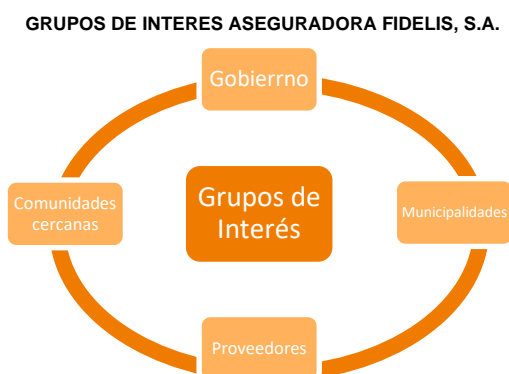 GRUPOS DE INTERES ASEGURADORA FIDELIS, S.A.
Gobierrno
Comunidades
cercanas
Grupos de
Interés
Municipalidades
Proveedores